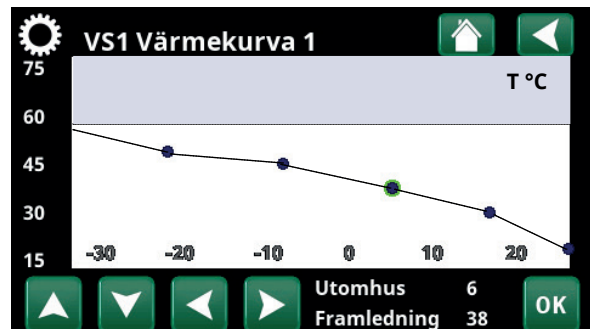 VS1 Värmekurva 1
75
T °C
60
45
30
15
-30 -20 -10 0 10 20
Utomhus 6
Framledning 38
OK